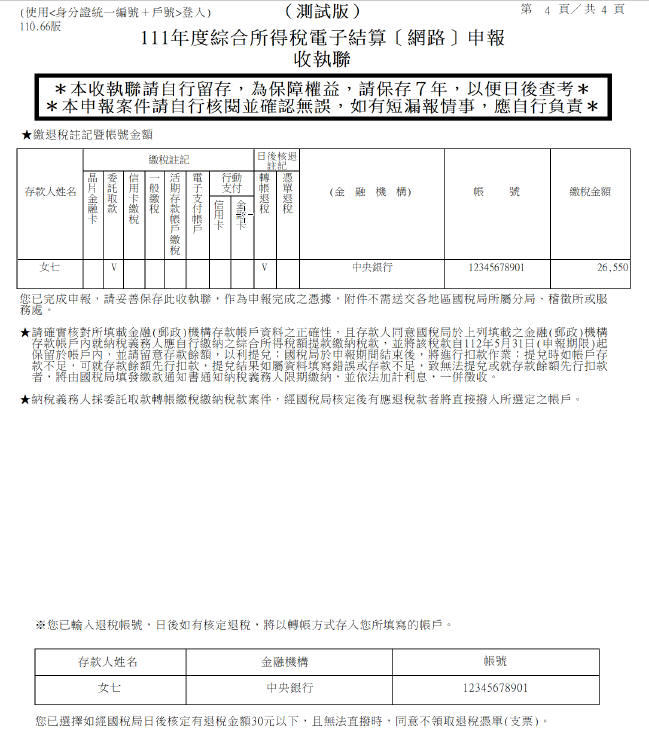 (使用<身分證統一編號＋戶號>登入)
(測試版)
第 4 頁／共 4 頁
110.66版
111年度綜合所得稅電子結算〔網路〕申報
收執聯
＊本收執聯請自行留存，為保障權益，請保存７年，以便日後查考＊
＊本申報案件請自行核閱並確認無誤，如有短漏報情事，應自行負責＊
★繳退稅註記暨帳號金額
存款人姓名
繳稅註記
日後核退註記
晶片金融卡
委託取款
信用卡繳稅
一般繳稅
活期存款帳戶繳稅
電子支付帳戶
行動支付
信用卡
金融卡
轉帳退稅
憑單退稅
(金 融 機 構)
帳 號
繳稅金額
女七 V V 中央銀行 12345678901 26,550
您已完成申報，請妥善保存此收執聯，作為申報完成之憑據，附件不需送交各地區國稅局所屬分局、稽徵所或服
務處。
★請確實核對所填載金融(郵政)機構存款帳戶資料之正確性，且存款人同意國稅局於上列填載之金融(郵政)機構
存款帳戶內就納稅義務人應自行繳納之綜合所得稅額提款繳納稅款，並將該稅款自112年5月31日(申報期限)起
保留於帳戶內，並請留意存款餘額，以利提兌；國稅局於申報期間結束後，將進行扣款作業；提兌時如帳戶存
款不足，可就存款餘額先行扣款，提兌結果如屬資料填寫錯誤或存款不足，致無法提兌或就存款餘額先行扣款
者，將由國稅局填發繳款通知書通知納稅義務人限期繳納，並依法加計利息，一併徵收。
★納稅義務人採委託取款轉帳繳稅繳納稅款案件，經國稅局核定後有應退稅款者將直接撥入所選定之帳戶。
※您已輸入退稅帳號，日後如有核定退稅，將以轉帳方式存入您所填寫的帳戶。
存款人姓名 金融機構 帳號
女七 中央銀行 12345678901
您已選擇如經國稅局日後核定有退稅金額30元以下，且無法直撥時，同意不領取退稅憑單(支票)。